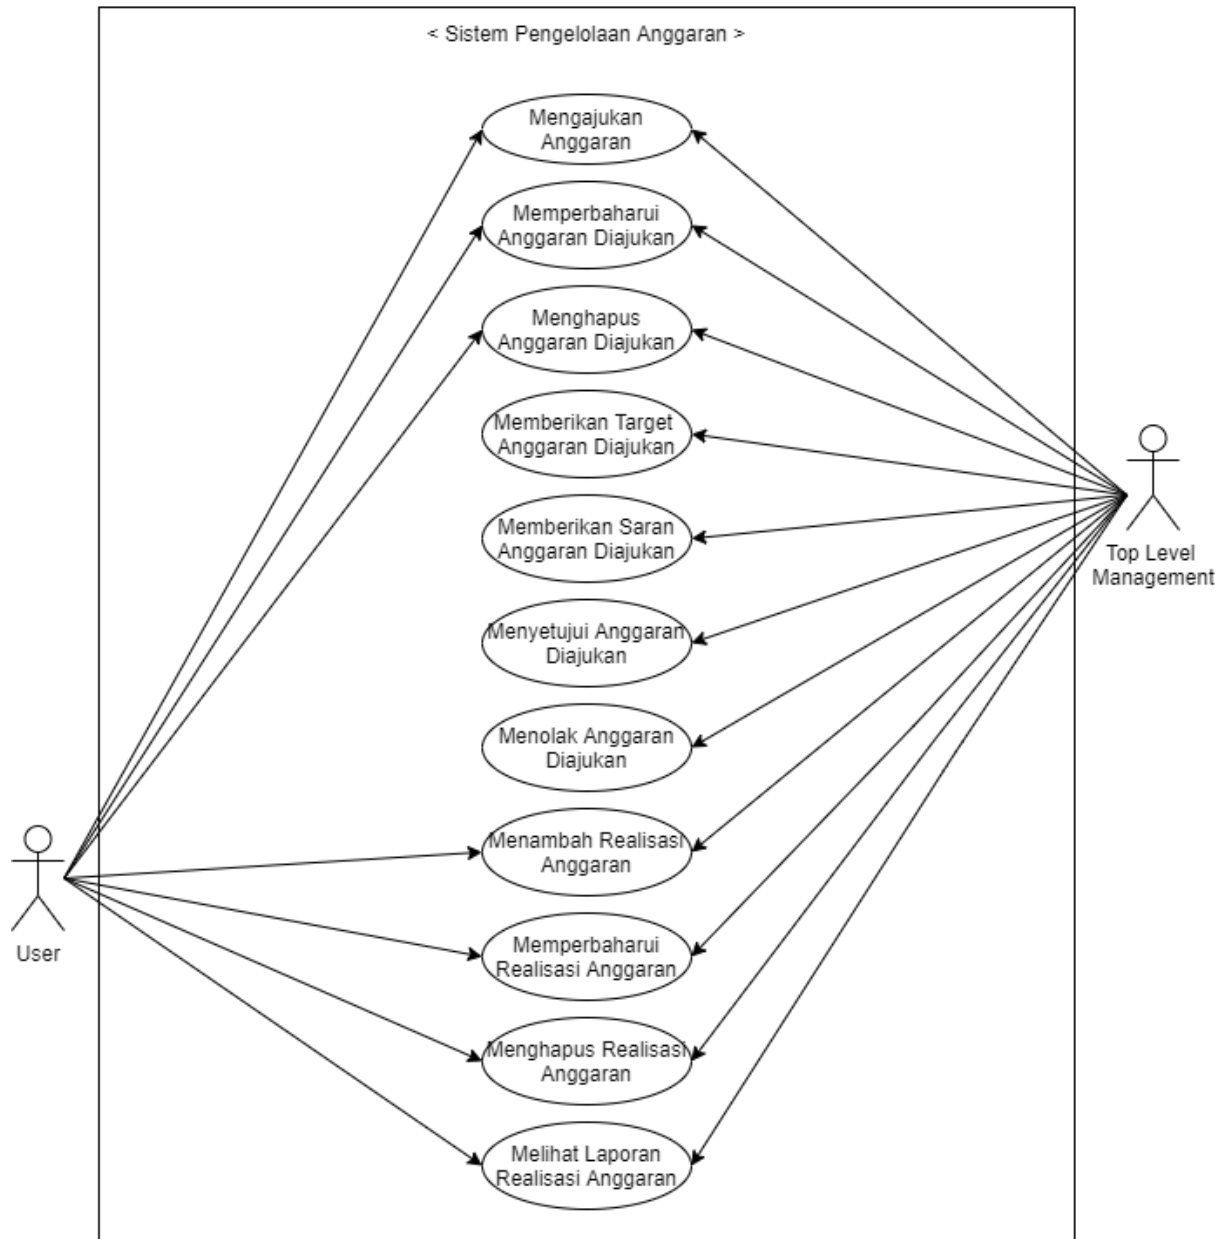 < Sistem Pengelolaan Anggaran >
Mengajukan
Anggaran
Memperbaharui
Anggaran Diajukan
Menghapus
Anggaran Diajukan
Memberikan Target
Anggaran Diajukan
Memberikan Saran
Anggaran Diajukan
Menyetujui Anggaran
Diajukan
Menolak Anggaran
Diajukan
Menambah Realisasi
Anggaran
Memperbaharui
Realisasi Anggaran
Menghapus Realisasi
Anggaran
Melihat Laporan
Realisasi Anggaran
User
Top Level
Management